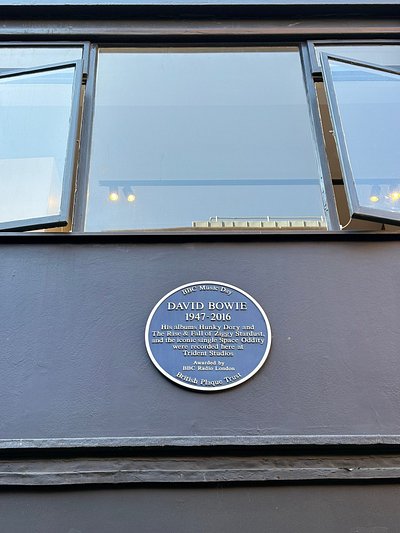 BBC Music Day
DAVID BOWIE
1947-2016
His albums Hunky Dory and
The Rise & Fall of Ziggy Stardust,
and the iconic single Space Oddity
were recorded here at
Trident Studios
Awarded by
BBC Radio London
British Plaque Trust